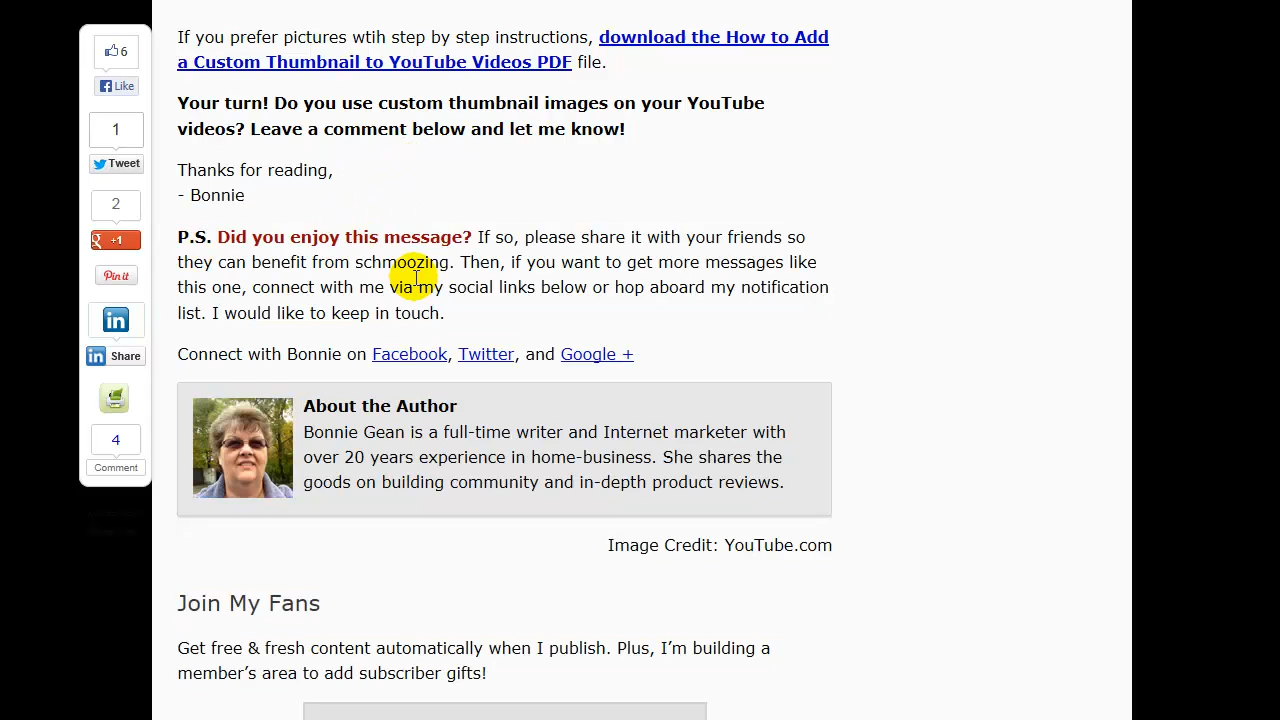 6
Like
1
Tweet
2
+1
Pin it
in
in Share
4
Comment
If you prefer pictures wtih step by step instructions, download the How to Add
a Custom Thumbnail to YouTube Videos PDF file.
Your turn! Do you use custom thumbnail images on your YouTube
videos? Leave a comment below and let me know!
Thanks for reading,
- Bonnie
P.S. Did you enjoy this message? If so, please share it with your friends so
they can benefit from schmoozing. Then, if you want to get more messages like
this one, connect with me via my social links below or hop aboard my notification
list. I would like to keep in touch.
Connect with Bonnie on Facebook, Twitter, and Google +
About the Author
Bonnie Gean is a full-time writer and Internet marketer with
over 20 years experience in home-business. She shares the
goods on building community and in-depth product reviews.
Image Credit: YouTube.com
Join My Fans
Get free & fresh content automatically when I publish. Plus, I’m building a
member’s area to add subscriber gifts!